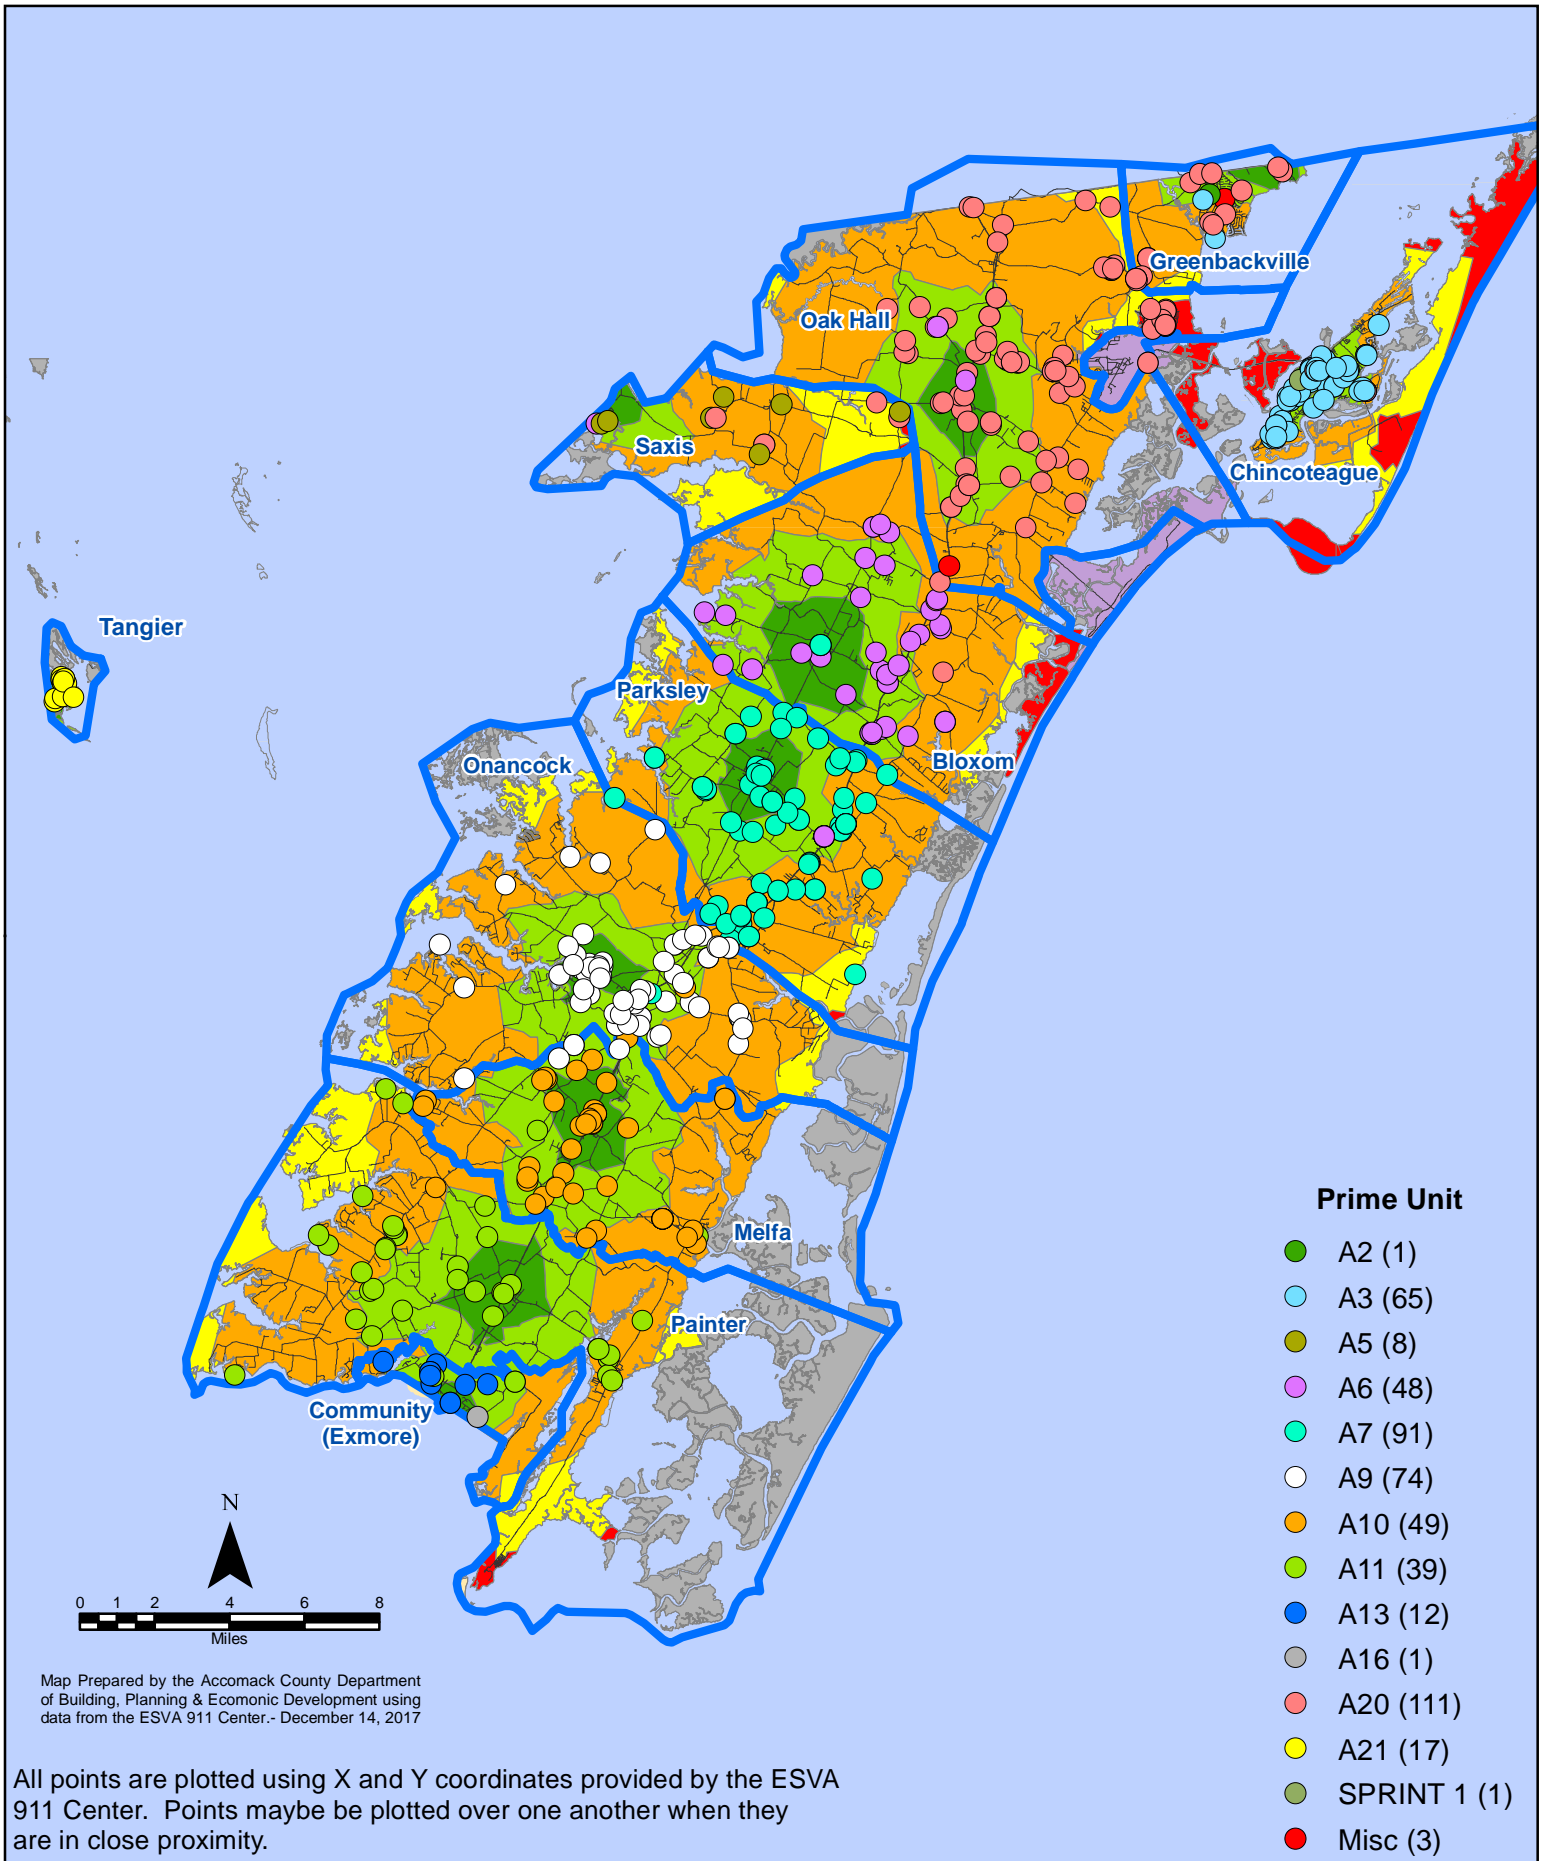 Greenbackville
Oak Hall
Saxis
Chincoteague
Tangier
Parksley
Onancock
Bloxom
Melfa
Painter
Community
(Exmore)
Prime Unit
A2 (1)
A3 (65)
A5 (8)
A6 (48)
A7 (91)
A9 (74)
A10 (49)
A11 (39)
A13 (12)
A16 (1)
A20 (111)
A21 (17)
SPRINT 1 (1)
Misc (3)
N
0 1 2 4 6 8
Miles
Map Prepared by the Accomack County Department
of Building, Planning & Ecomonic Development using
data from the ESVA 911 Center.- December 14, 2017
All points are plotted using X and Y coordinates provided by the ESVA
911 Center. Points maybe be plotted over one another when they
are in close proximity.